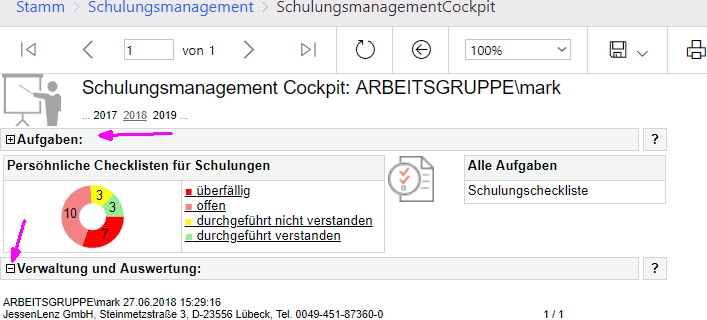 Stamm > Schulungsmanagement > SchulungsmanagementCockpit
1 von 1 100%
Schulungsmanagement Cockpit: ARBEITSGRUPPE\mark
... 2017 2018 2019 ...
Aufgaben: ?
Persöhnliche Checklisten für Schulungen
3
3
10
7
überfällig
offen
durchgeführt nicht verstanden
durchgeführt verstanden
Alle Aufgaben
Schulungscheckliste
Verwaltung und Auswertung: ?
ARBEITSGRUPPE\mark 27.06.2018 15:29:16
JessenLenz GmbH, Steinmetzstraße 3, D-23556 Lübeck, Tel. 0049-451-87360-0 1 / 1